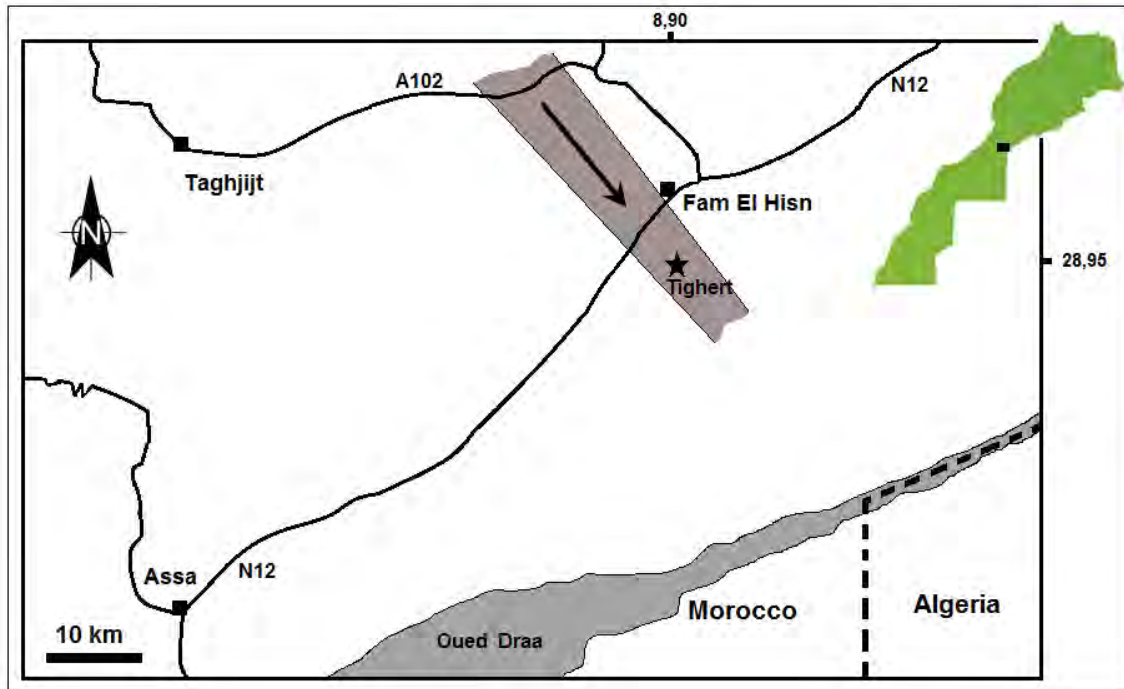 8,90
A102
N12
Taghjijt
Fam El Hisn
N
28,95
Tighert
Assa
N12
10 km
Morocco
Algeria
Oued Draa